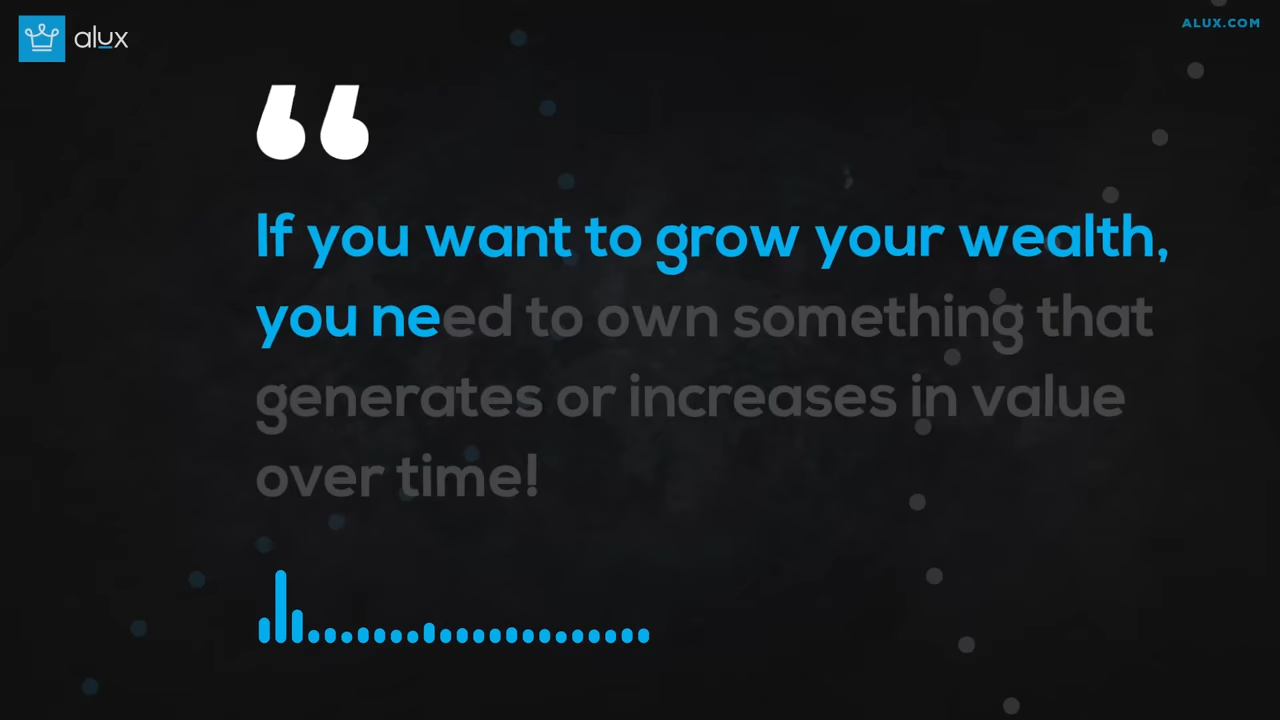 alux
ALUX.COM
“
If you want to grow your wealth,
you need to own something that
generates or increases in value
over time!